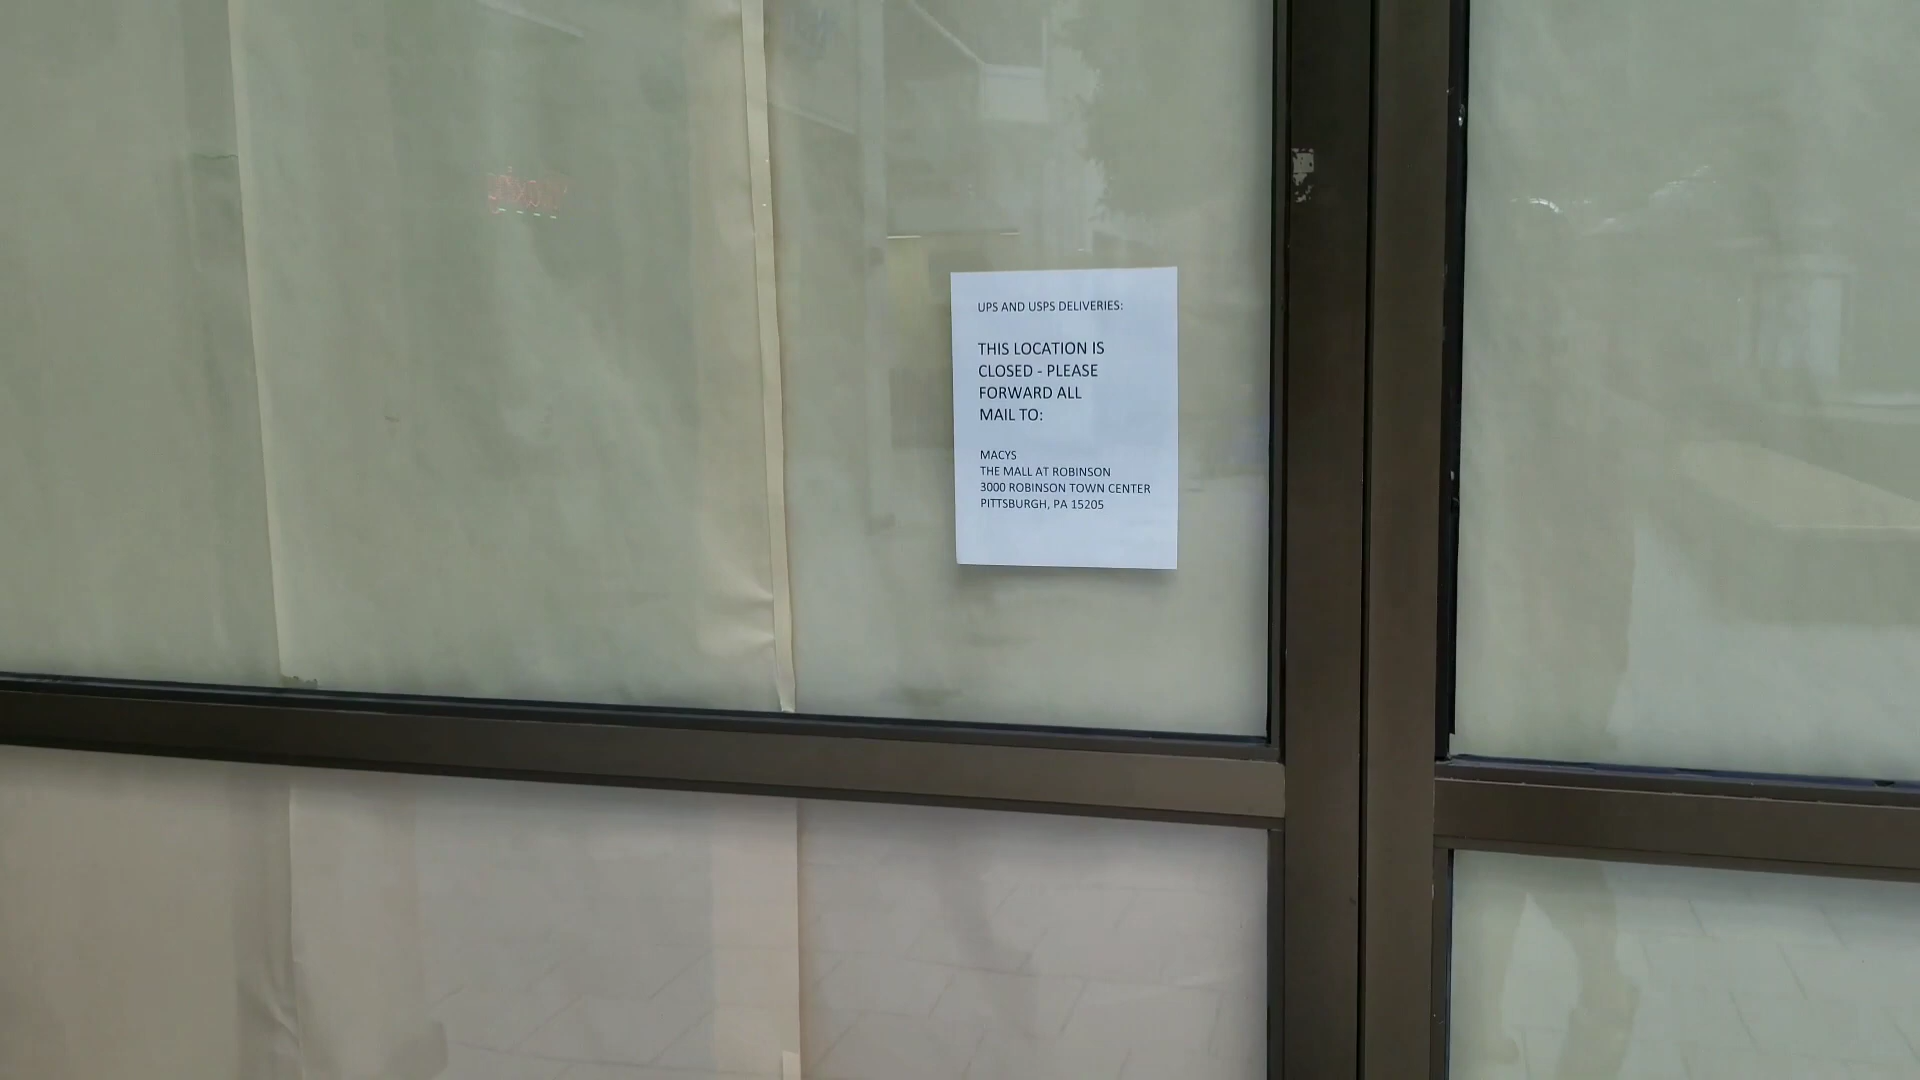 UPS AND USPS DELIVERIES:
THIS LOCATION IS
CLOSED - PLEASE
FORWARD ALL
MAIL TO:
MACYS
THE MALL AT ROBINSON
3000 ROBINSON TOWN CENTER
PITTSBURGH, PA 15205